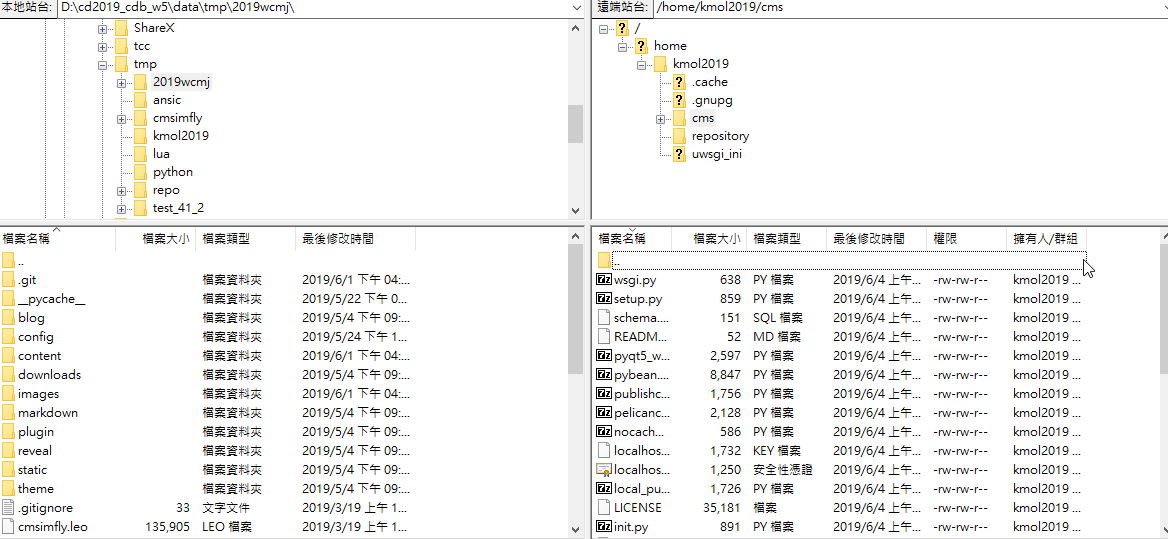 本地站台: D:\cd2019_cdb_w5\data\tmp\2019wcmj\
ShareX
tcc
tmp
2019wcmj
ansic
cmsimfly
kmol2019
lua
python
repo
test_41_2
遠端站台: /home/kmol2019/cms
/
home
kmol2019
.cache
.gnupg
cms
repository
uwsgi_ini
檔案名稱 檔案大小 檔案類型 最後修改時間
..
.git 檔案資料夾 2019/6/1 下午 04:...
__pycache__ 檔案資料夾 2019/5/22 下午 0...
blog 檔案資料夾 2019/5/4 下午 09:...
config 檔案資料夾 2019/5/24 下午 1...
content 檔案資料夾 2019/6/1 下午 04:...
downloads 檔案資料夾 2019/5/4 下午 09:...
images 檔案資料夾 2019/6/1 下午 04:...
markdown 檔案資料夾 2019/5/4 下午 09:...
plugin 檔案資料夾 2019/5/4 下午 09:...
reveal 檔案資料夾 2019/5/4 下午 09:...
static 檔案資料夾 2019/5/4 下午 09:...
theme 檔案資料夾 2019/5/4 下午 09:...
.gitignore 33 文字文件 2019/3/19 上午 1...
cmsimfly.leo 135,905 LEO 檔案 2019/3/19 上午 1...
檔案名稱 檔案大小 檔案類型 最後修改時間 權限 擁有人/群組
..
wsgi.py 638 PY 檔案 2019/6/4 上午... -rw-rw-r-- kmol2019 ...
setup.py 859 PY 檔案 2019/6/4 上午... -rw-rw-r-- kmol2019 ...
schema.... 151 SQL 檔案 2019/6/4 上午... -rw-rw-r-- kmol2019 ...
READM... 52 MD 檔案 2019/6/4 上午... -rw-rw-r-- kmol2019 ...
pyqt5_w... 2,597 PY 檔案 2019/6/4 上午... -rw-rw-r-- kmol2019 ...
pybean.... 8,847 PY 檔案 2019/6/4 上午... -rw-rw-r-- kmol2019 ...
publishc... 1,756 PY 檔案 2019/6/4 上午... -rw-rw-r-- kmol2019 ...
pelicanc... 2,128 PY 檔案 2019/6/4 上午... -rw-rw-r-- kmol2019 ...
nocach... 586 PY 檔案 2019/6/4 上午... -rw-rw-r-- kmol2019 ...
localhos... 1,732 KEY 檔案 2019/6/4 上午... -rw-rw-r-- kmol2019 ...
localhos... 1,250 安全性憑證 2019/6/4 上午... -rw-rw-r-- kmol2019 ...
local_pu... 1,726 PY 檔案 2019/6/4 上午... -rw-rw-r-- kmol2019 ...
LICENSE 35,181 檔案 2019/6/4 上午... -rw-rw-r-- kmol2019 ...
init.py 891 PY 檔案 2019/6/4 上午... -rw-rw-r-- kmol2019 ...